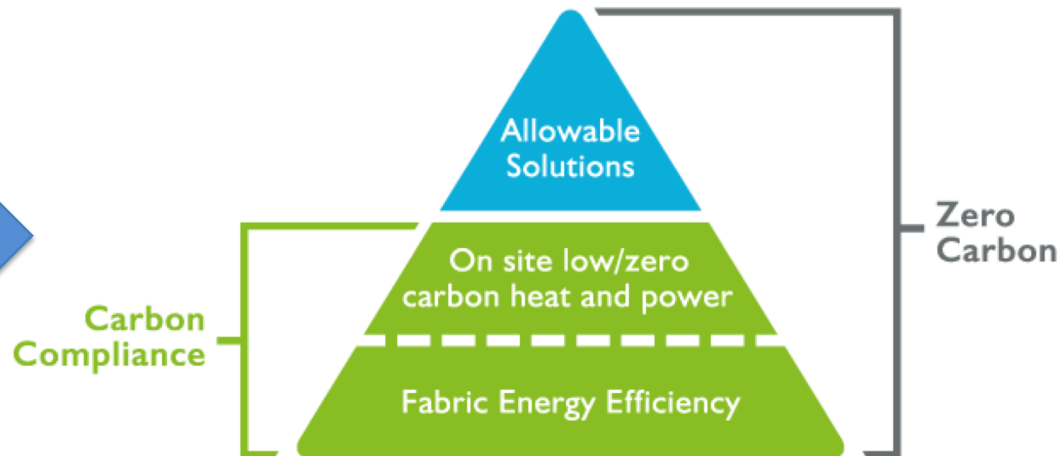 Allowable
Solutions
On site low/zero
carbon heat and power
Fabric Energy Efficiency
Carbon
Compliance
Zero
Carbon